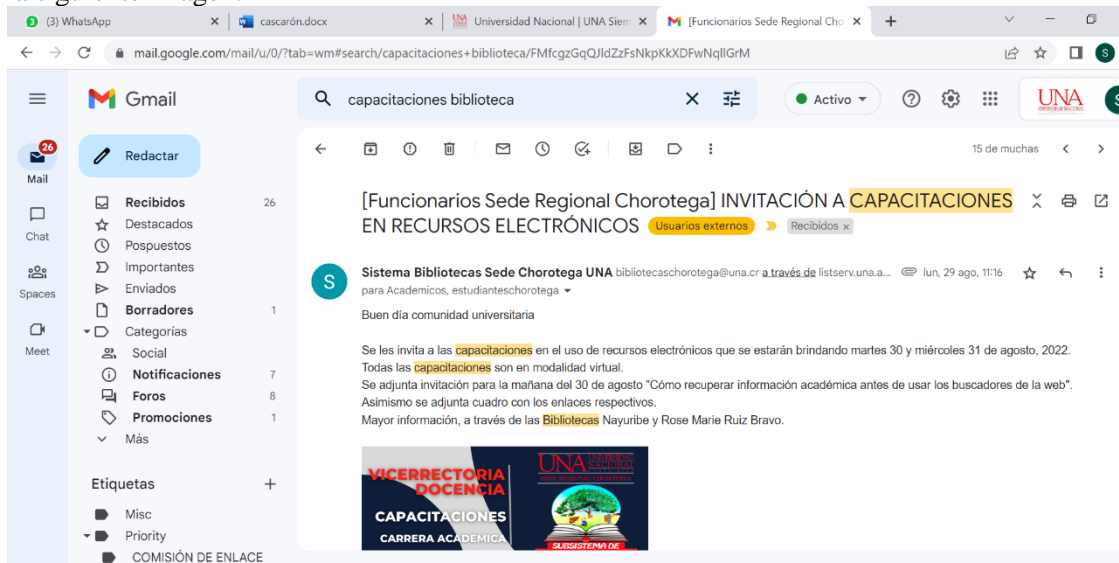 (3) WhatsApp
cascarón.docx
Universidad Nacional | UNA Siem
[Funcionarios Sede Regional Cho
mail.google.com/mail/u/0/?tab=wm#search/capacitaciones+biblioteca/FMfcgzGqQJldZzFsNkpKkXDFwNqllGrM
S
Gmail
capacitaciones biblioteca
Activo
UNA
26
Mail
Chat
Spaces
Meet
Redactar
Recibidos 26
Destacados
Pospuestos
Importantes
Enviados
Borradores 1
Categorías
Social
Notificaciones 7
Foros 8
Promociones 1
Más
Etiquetas +
Misc
Priority
COMISIÓN DE ENLACE
15 de muchas
[Funcionarios Sede Regional Chorotega] INVITACIÓN A CAPACITACIONES
EN RECURSOS ELECTRÓNICOS Usuarios externos Recibidos x
S
Sistema Bibliotecas Sede Chorotega UNA bibliotecaschorotega@una.cr a través de listserv.una.a... lun, 29 ago, 11:16
para Academicos, estudianteschorotega
Buen día comunidad universitaria
Se les invita a las capacitaciones en el uso de recursos electrónicos que se estarán brindando martes 30 y miércoles 31 de agosto, 2022.
Todas las capacitaciones son en modalidad virtual.
Se adjunta invitación para la mañana del 30 de agosto "Cómo recuperar información académica antes de usar los buscadores de la web".
Asimismo se adjunta cuadro con los enlaces respectivos.
Mayor información, a través de las Bibliotecas Nayuribe y Rose Marie Ruiz Bravo.
VICERRECTORIA
DOCENCIA
CAPACITACIONES
CARRERA ACADEMICA
UNA UNIVERSIDAD
NACIONAL
SEDE REGIONAL CHOROTEGA
SUBSISTEMA DE